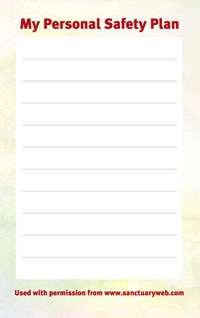 My Personal Safety Plan
Used with permission from www.sanctuaryweb.com